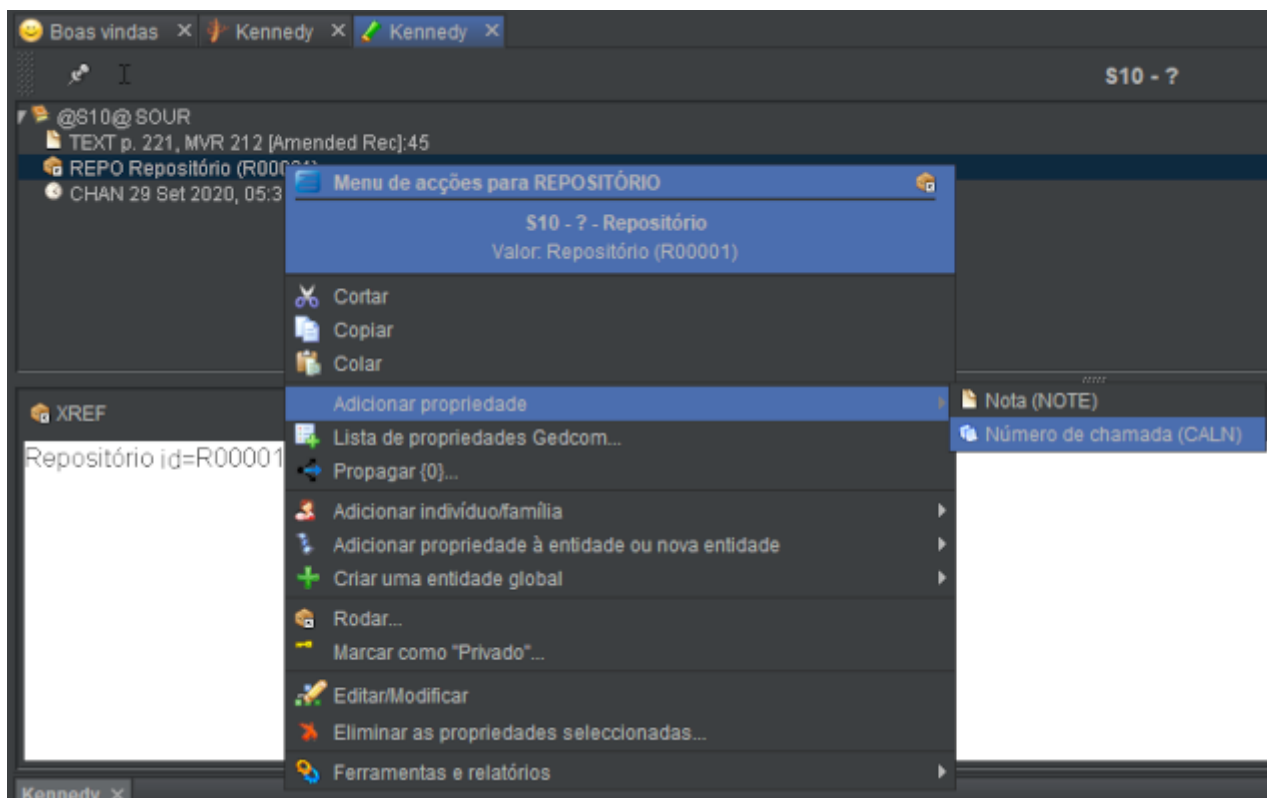 Boas vindas × Kennedy × Kennedy ×
S10 - ?
@S10@ SOUR
TEXT p. 221, MVR 212 [Amended Rec]:45
REPO Repositório (R00001)
CHAN 29 Set 2020, 05:3
Menu de acções para REPOSITÓRIO
S10 - ? - Repositório
Valor: Repositório (R00001)
Cortar
Copiar
Colar
Adicionar propriedade
Nota (NOTE)
Número de chamada (CALN)
Lista de propriedades Gedcom...
Propagar {0}...
Adicionar indivíduo/família
Adicionar propriedade à entidade ou nova entidade
Criar uma entidade global
Rodar...
Marcar como "Privado"...
Editar/Modificar
Eliminar as propriedades seleccionadas...
Ferramentas e relatórios
XREF
Repositório id=R00001
Kennedy ×